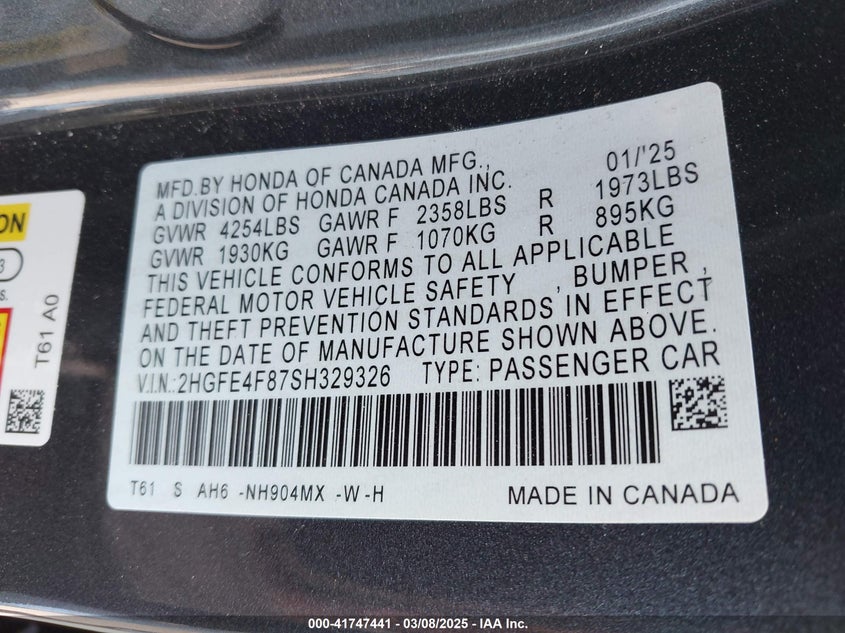 ON
3
S.
T61 A0
MFD.BY HONDA OF CANADA MFG., 01/'25
A DIVISION OF HONDA CANADA INC.
GVWR 4254LBS GAWR F 2358LBS R 1973LBS
GVWR 1930KG GAWR F 1070KG R 895KG
THIS VEHICLE CONFORMS TO ALL APPLICABLE
FEDERAL MOTOR VEHICLE SAFETY , BUMPER ,
AND THEFT PREVENTION STANDARDS IN EFFECT
ON THE DATE OF MANUFACTURE SHOWN ABOVE.
V.I.N.:2HGFE4F87SH329326 TYPE: PASSENGER CAR
T61 S AH6 -NH904MX -W-H MADE IN CANADA
000-41747441 - 03/08/2025 - IAA Inc.